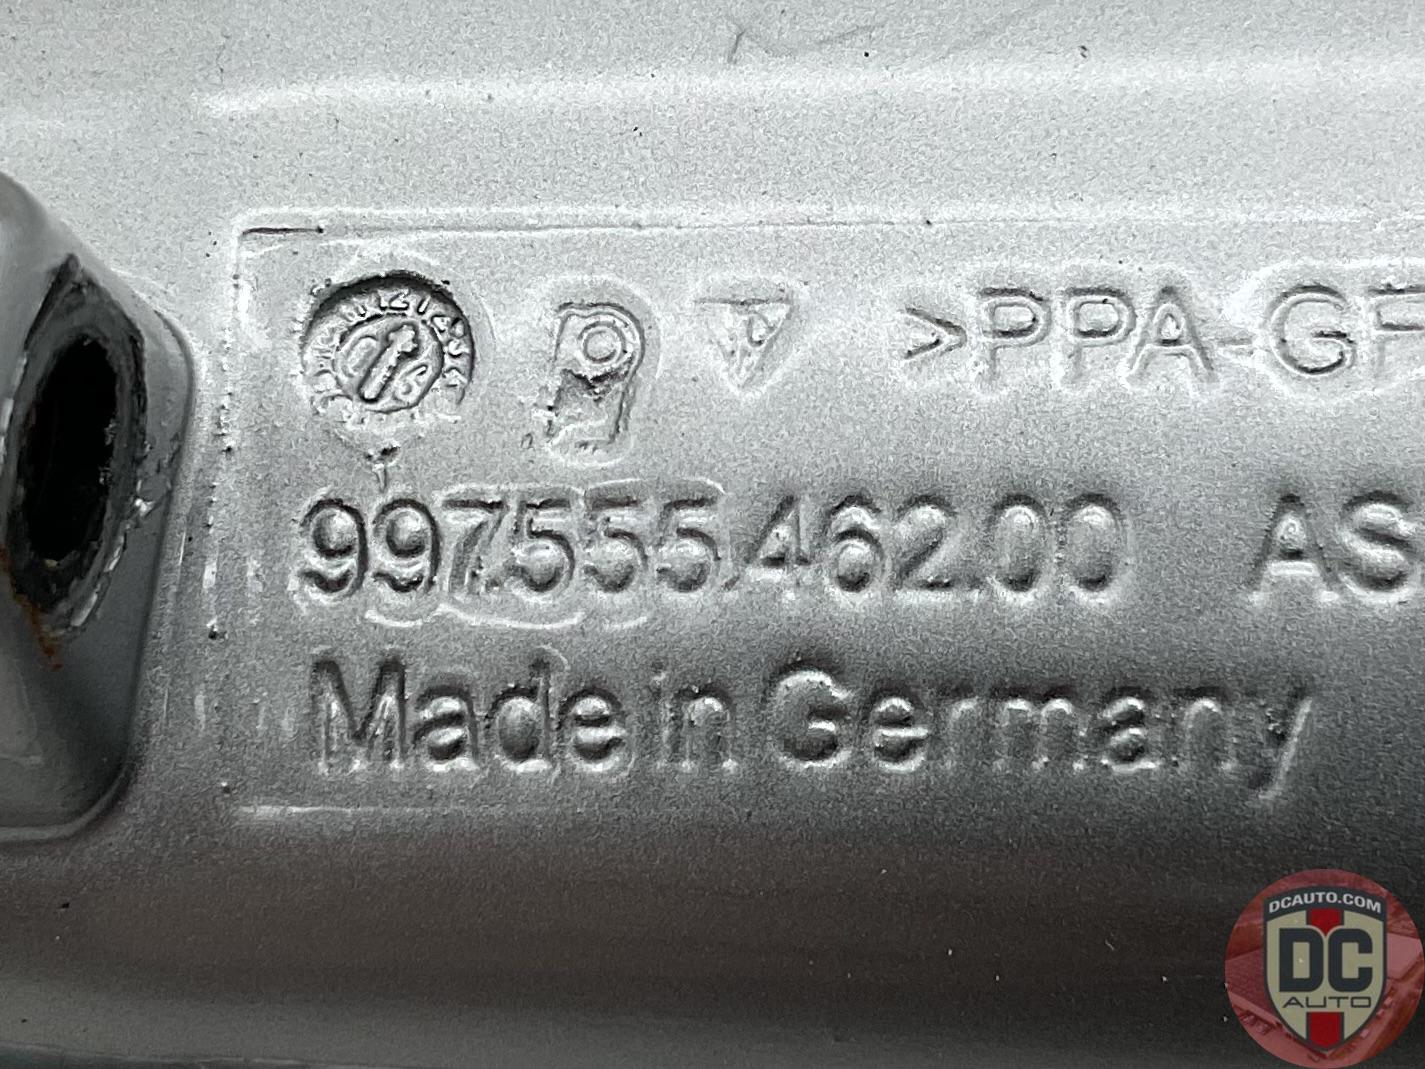 >PPA-GF
997.555.462.00 AS
Made in Germany
DCAUTO.COM
DC
AUTO